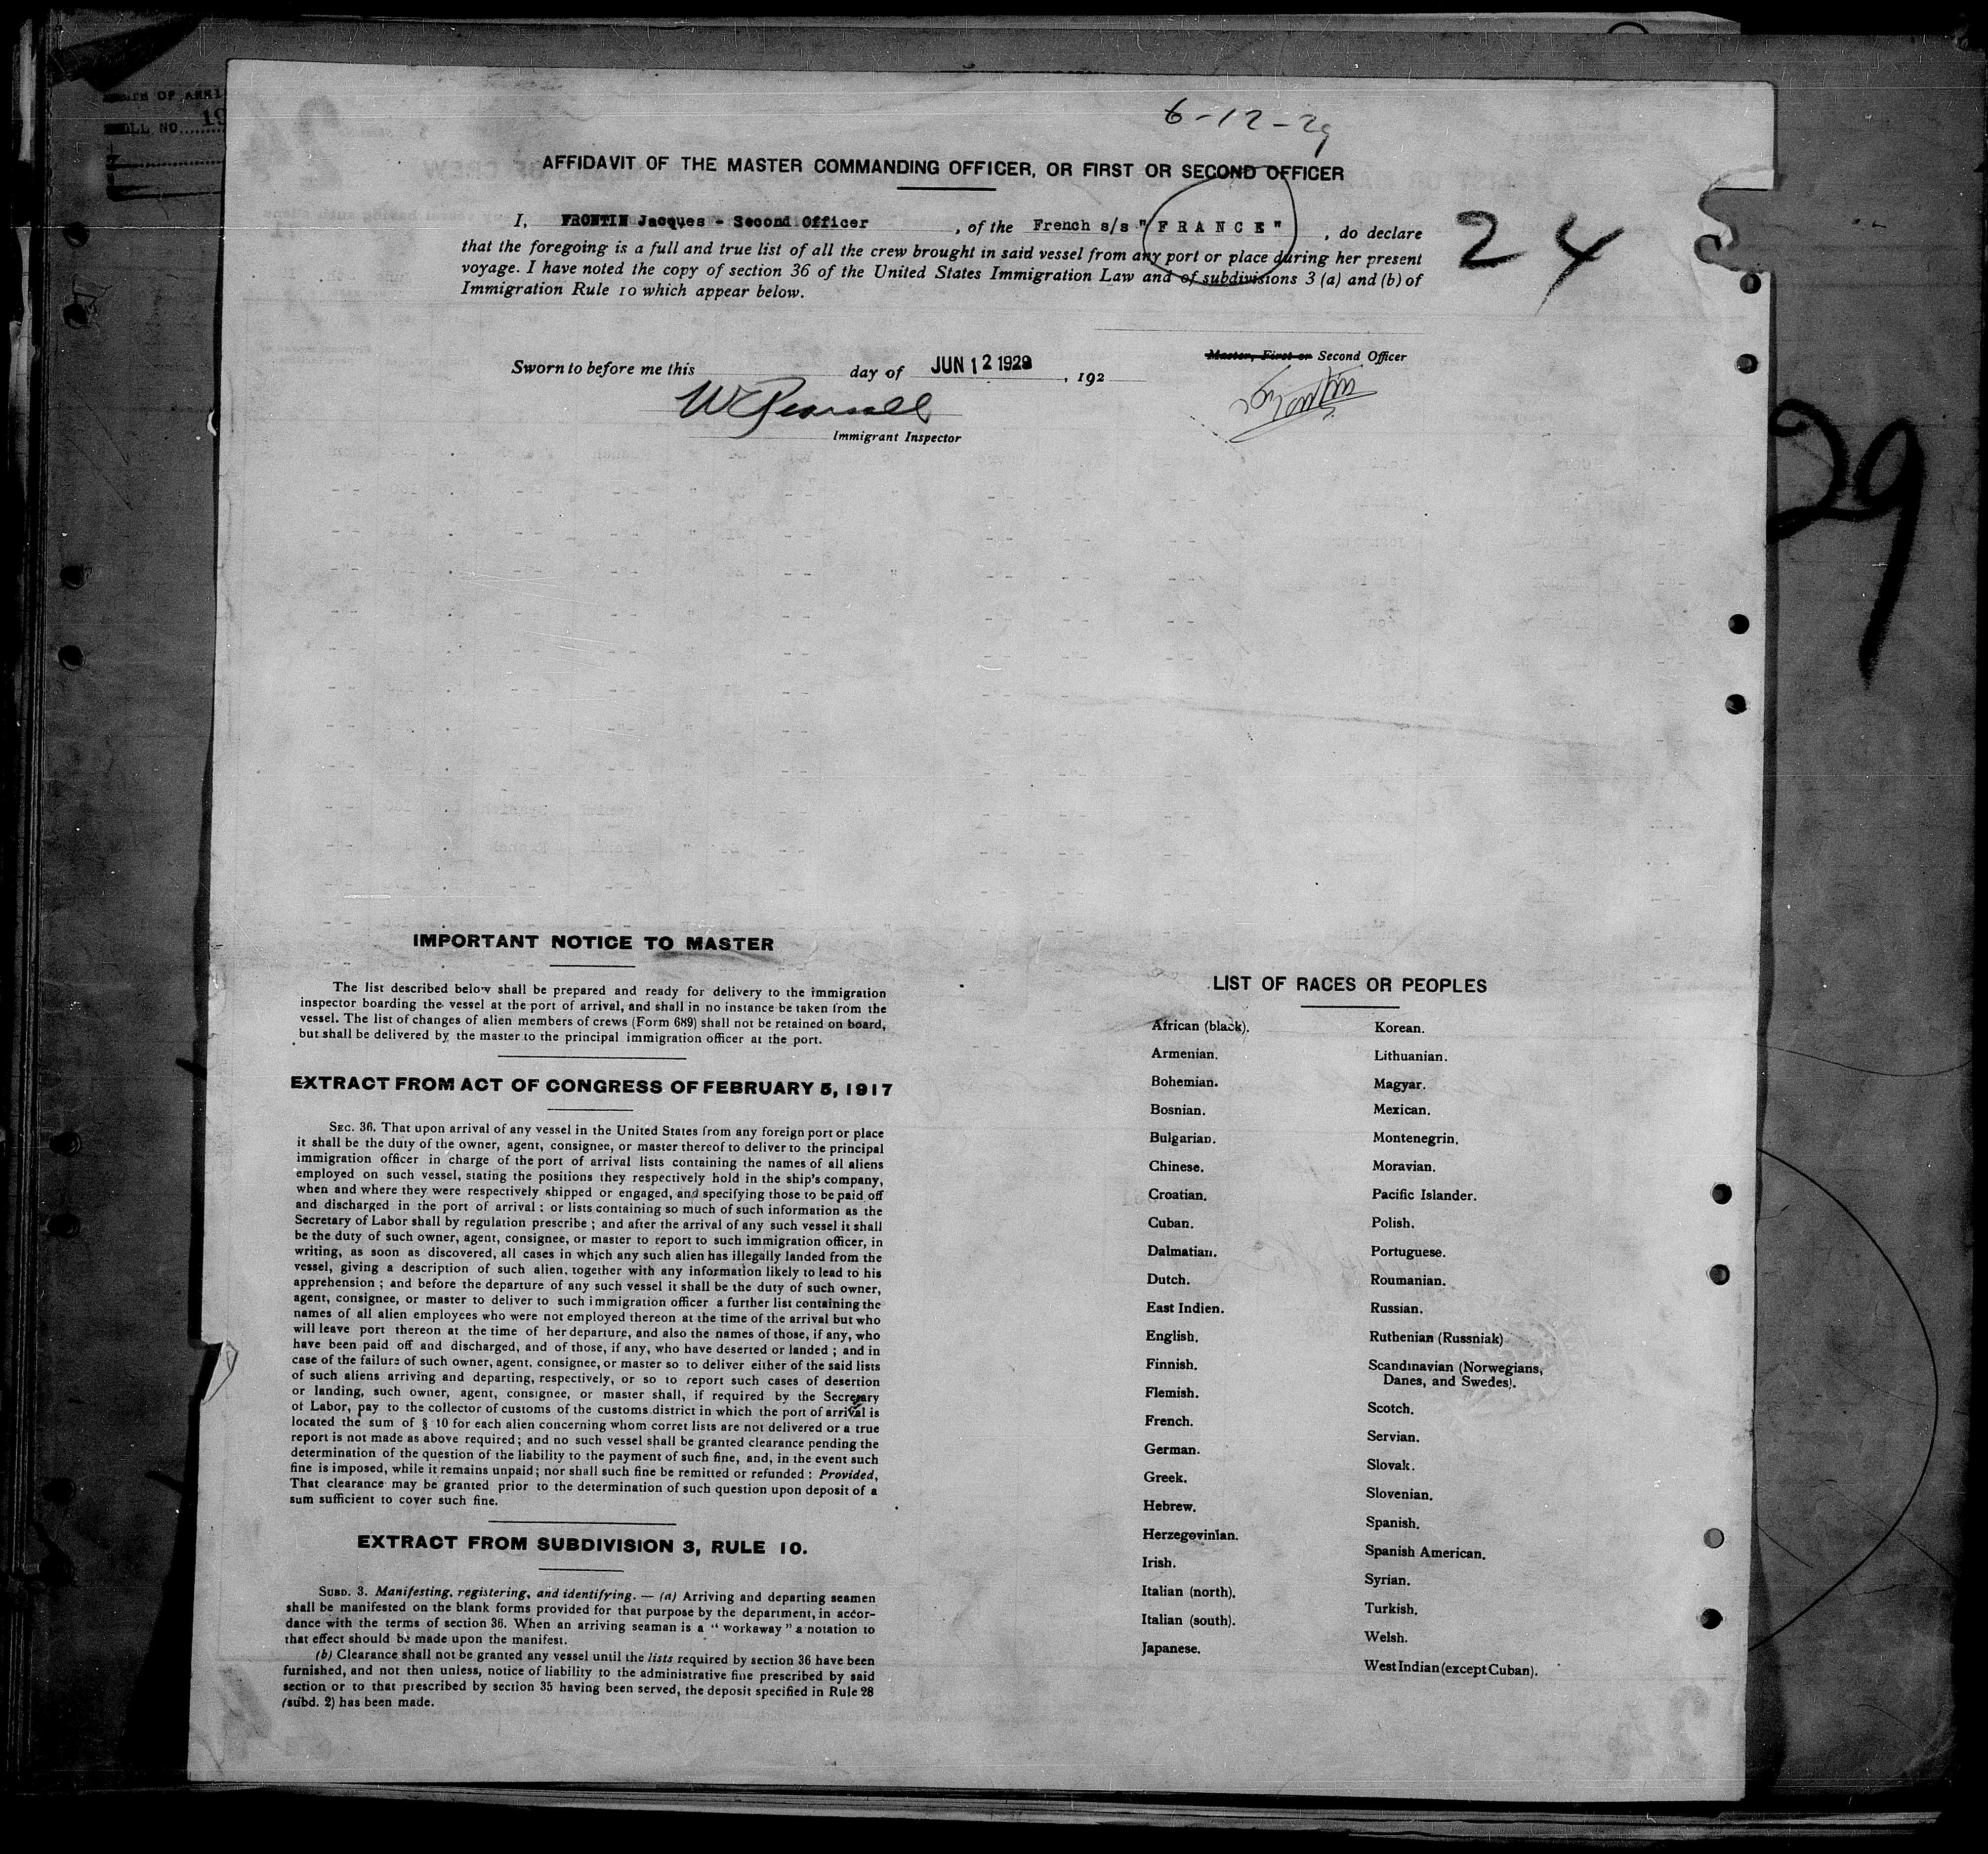 6-12-29
AFFIDAVIT OF THE MASTER COMMANDING OFFICER, OR FIRST OR SECOND OFFICER
I, FRONTIN Jacques - Second Officer , of the French s/s "FRANCE" , do declare
that the foregoing is a full and true list of all the crew brought in said vessel from any port or place during her present
voyage. I have noted the copy of section 36 of the United States Immigration Law and of subdivisions 3 (a) and (b) of
Immigration Rule 10 which appear below.
24
Master, First or Second Officer
Sworn to before me this day of JUN 12 1929 , 192
Immigrant Inspector
29
IMPORTANT NOTICE TO MASTER
The list described below shall be prepared and ready for delivery to the immigration
inspector boarding the vessel at the port of arrival, and shall in no instance be taken from the
vessel. The list of changes of alien members of crews (Form 689) shall not be retained on board,
but shall be delivered by the master to the principal immigration officer at the port.
EXTRACT FROM ACT OF CONGRESS OF FEBRUARY 5, 1917
SEC. 36. That upon arrival of any vessel in the United States from any foreign port or place
it shall be the duty of the owner, agent, consignee, or master thereof to deliver to the principal
immigration officer in charge of the port of arrival lists containing the names of all aliens
employed on such vessel, stating the positions they respectively hold in the ship's company,
when and where they were respectively shipped or engaged, and specifying those to be paid off
and discharged in the port of arrival ; or lists containing so much of such information as the
Secretary of Labor shall by regulation prescribe ; and after the arrival of any such vessel it shall
be the duty of such owner, agent, consignee, or master to report to such immigration officer, in
writing, as soon as discovered, all cases in which any such alien has illegally landed from the
vessel, giving a description of such alien, together with any information likely to lead to his
apprehension ; and before the departure of any such vessel it shall be the duty of such owner,
agent, consignee, or master to deliver to such immigration officer a further list containing the
names of all alien employees who were not employed thereon at the time of the arrival but who
will leave port thereon at the time of her departure, and also the names of those, if any, who
have been paid off and discharged, and of those, if any, who have deserted or landed ; and in
case of the failure of such owner, agent, consignee, or master so to deliver either of the said lists
of such aliens arriving and departing, respectively, or so to report such cases of desertion
or landing, such owner, agent, consignee, or master shall, if required by the Secretary
of Labor, pay to the collector of customs of the customs district in which the port of arrival is
located the sum of § 10 for each alien concerning whom corret lists are not delivered or a true
report is not made as above required; and no such vessel shall be granted clearance pending the
determination of the question of the liability to the payment of such fine, and, in the event such
fine is imposed, while it remains unpaid; nor shall such fine be remitted or refunded : Provided,
That clearance may be granted prior to the determination of such question upon deposit of a
sum sufficient to cover such fine.
EXTRACT FROM SUBDIVISION 3, RULE 10.
SUBD. 3. Manifesting, registering, and identifying. — (a) Arriving and departing seamen
shall be manifested on the blank forms provided for that purpose by the department, in accor-
dance with the terms of section 36. When an arriving seaman is a " workaway " a notation to
that effect should be made upon the manifest.
(b) Clearance shall not be granted any vessel until the lists required by section 36 have been
furnished, and not then unless, notice of liability to the administrative fine prescribed by said
section or to that prescribed by section 35 having been served, the deposit specified in Rule 28
(subd. 2) has been made.
LIST OF RACES OR PEOPLES
African (black).
Armenian.
Bohemian.
Bosnian.
Bulgarian.
Chinese.
Croatian.
Cuban.
Dalmatian.
Dutch.
East Indien.
English.
Finnish.
Flemish.
French.
German.
Greek.
Hebrew.
Herzegovinian.
Irish.
Italian (north).
Italian (south).
Japanese.
Korean.
Lithuanian.
Magyar.
Mexican.
Montenegrin.
Moravian.
Pacific Islander.
Polish.
Portuguese.
Roumanian.
Russian.
Ruthenian (Russniak)
Scandinavian (Norwegians,
Danes, and Swedes).
Scotch.
Servian.
Slovak.
Slovenian.
Spanish.
Spanish American.
Syrian.
Turkish.
Welsh.
West Indian (except Cuban).